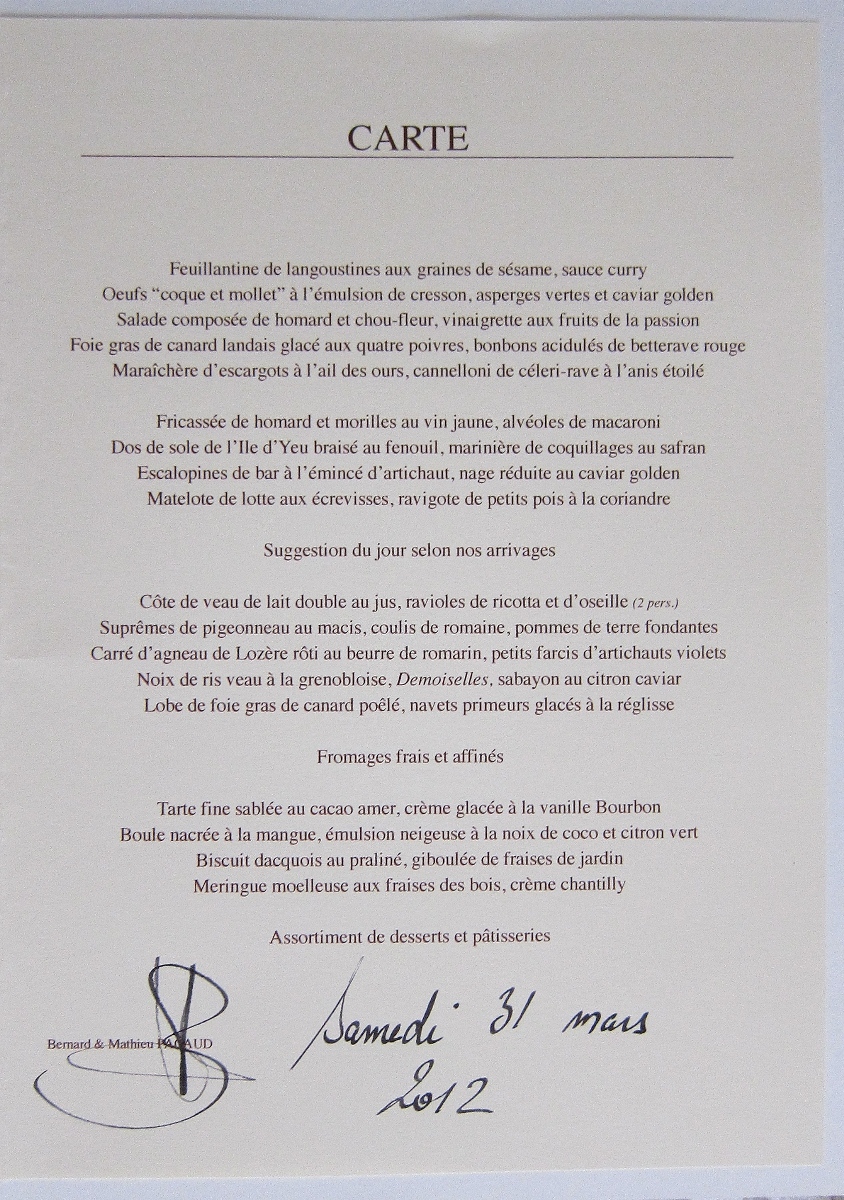 CARTE
Feuillantine de langoustines aux graines de sésame, sauce curry
Oeufs “coque et mollet” à l’émulsion de cresson, asperges vertes et caviar golden
Salade composée de homard et chou-fleur, vinaigrette aux fruits de la passion
Foie gras de canard landais glacé aux quatre poivres, bonbons acidulés de betterave rouge
Maraîchère d’escargots à l’ail des ours, cannelloni de céleri-rave à l’anis étoilé
Fricassée de homard et morilles au vin jaune, alvéoles de macaroni
Dos de sole de l’Ile d’Yeu braisé au fenouil, marinière de coquillages au safran
Escalopines de bar à l’émincé d’artichaut, nage réduite au caviar golden
Matelote de lotte aux écrevisses, ravigote de petits pois à la coriandre
Suggestion du jour selon nos arrivages
Côte de veau de lait double au jus, ravioles de ricotta et d’oseille (2 pers.)
Suprêmes de pigeonneau au macis, coulis de romaine, pommes de terre fondantes
Carré d’agneau de Lozère rôti au beurre de romarin, petits farcis d’artichauts violets
Noix de ris veau à la grenobloise, Demoiselles, sabayon au citron caviar
Lobe de foie gras de canard poêlé, navets primeurs glacés à la réglisse
Fromages frais et affinés
Tarte fine sablée au cacao amer, crème glacée à la vanille Bourbon
Boule nacrée à la mangue, émulsion neigeuse à la noix de coco et citron vert
Biscuit dacquois au praliné, giboulée de fraises de jardin
Meringue moelleuse aux fraises des bois, crème chantilly
Assortiment de desserts et pâtisseries
Bernard & Mathieu PACAUD
Samedi 31 mars
2012